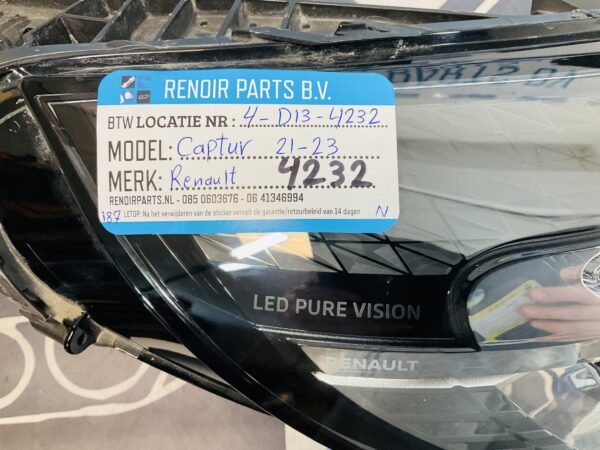 RENOIR PARTS B.V.
BTW LOCATIE NR: 4-D13-4232
MODEL: Captur 21-23
MERK: Renault 4232
RENOIRPARTS.NL - 085 0603676 - 06 41346994
187 LETOP: Na het verwijderen van de sticker vervalt de garantie/retourbeleid van 14 dagen N
LED PURE VISION
RENAULT